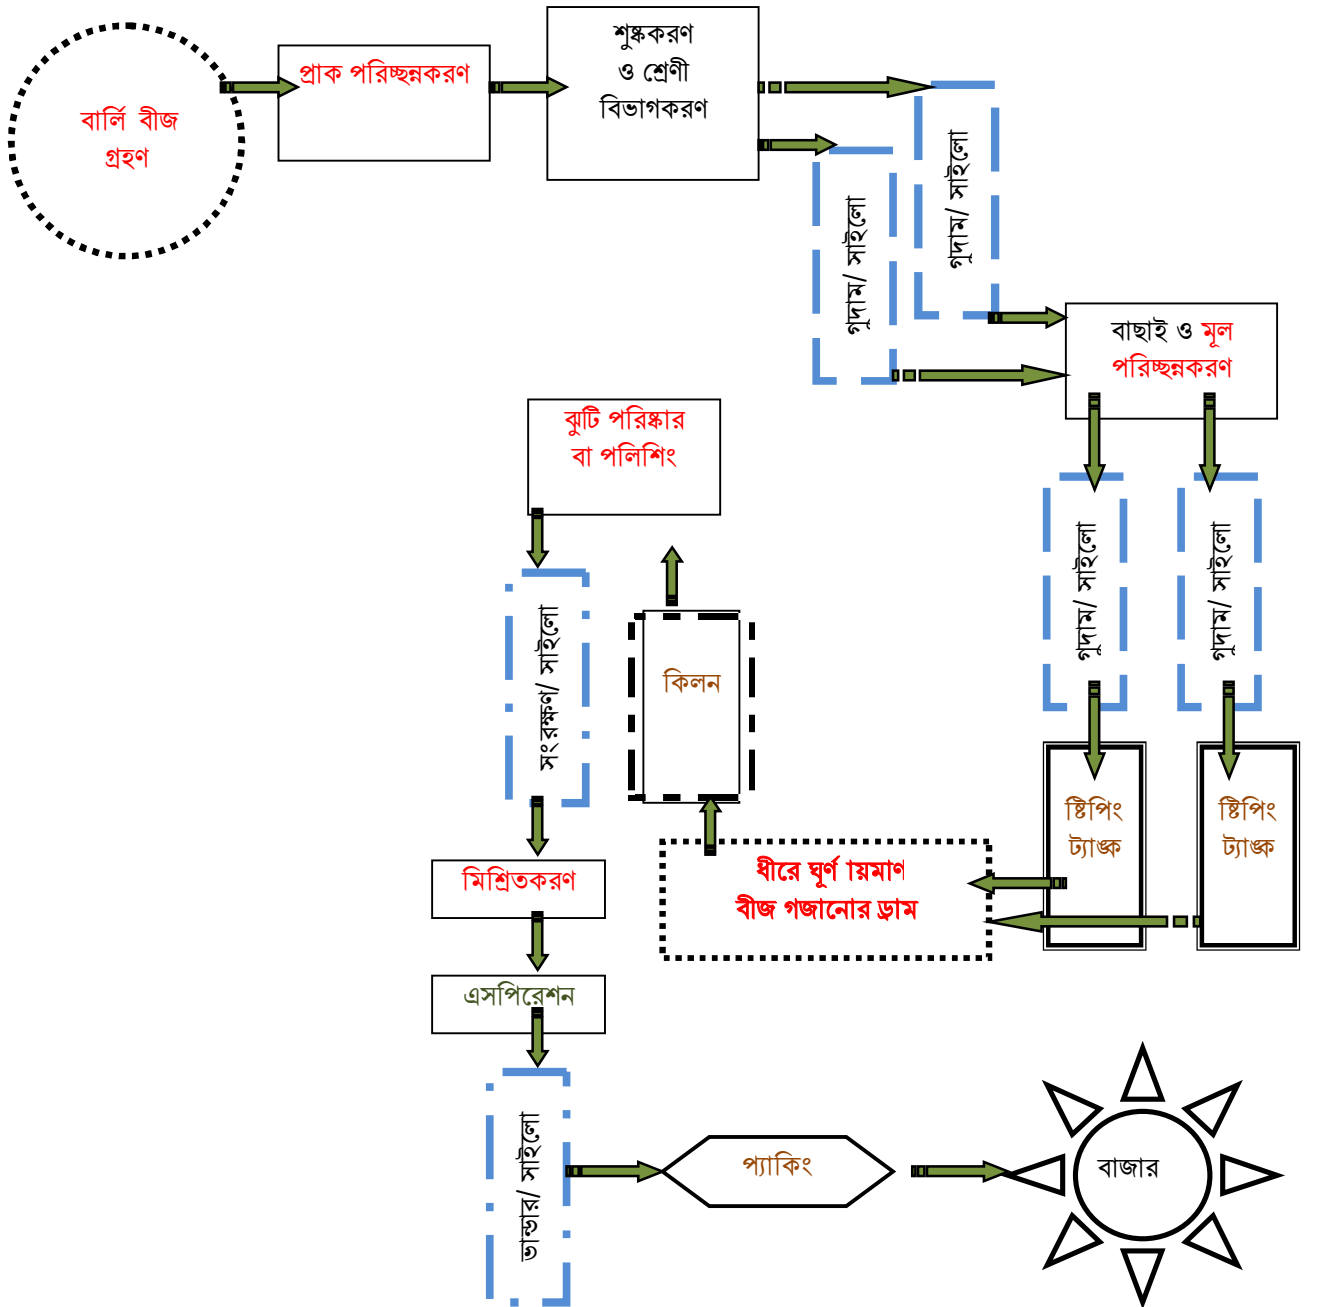 বার্লি বীজ
গ্রহণ
প্রাক পরিচ্ছন্নকরণ
শুষ্ককরণ
ও শ্রেণী
বিভাগকরণ
গুদাম/ সাইলো
গুদাম/ সাইলো
বাছাই ও মূল
পরিচ্ছন্নকরণ
গুদাম/ সাইলো
গুদাম/ সাইলো
ষ্টিপিং
ট্যাঙ্ক
ষ্টিপিং
ট্যাঙ্ক
ধীরে ঘূর্ণ ায়মাণ
বীজ গজানোর ড্রাম
কিলন
ঝুটি পরিষ্কার
বা পলিশিং
সংরক্ষণ/ সাইলো
মিশ্রিতকরণ
এসপিরেশন
ভান্ডার/ সাইলো
প্যাকিং
বাজার